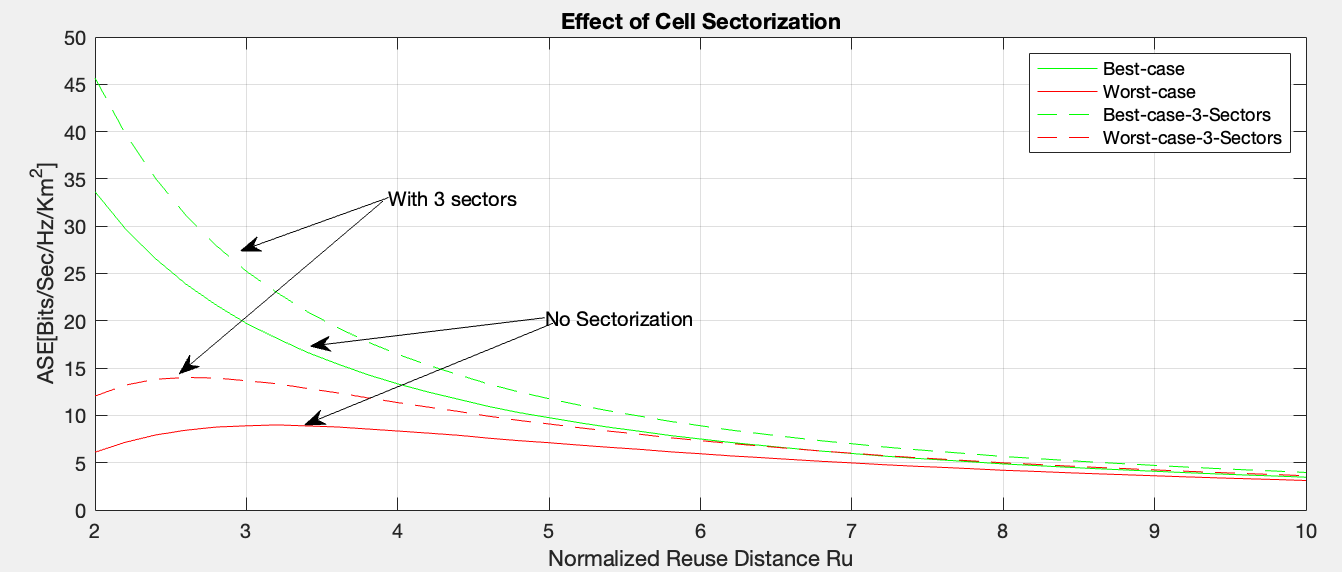 Effect of Cell Sectorization
ASE[Bits/Sec/Hz/Km2]
50
45
40
35
30
25
20
15
10
5
0
Best-case
Worst-case
Best-case-3-Sectors
Worst-case-3-Sectors
With 3 sectors
No Sectorization
2 3 4 5 6 7 8 9 10
Normalized Reuse Distance Ru